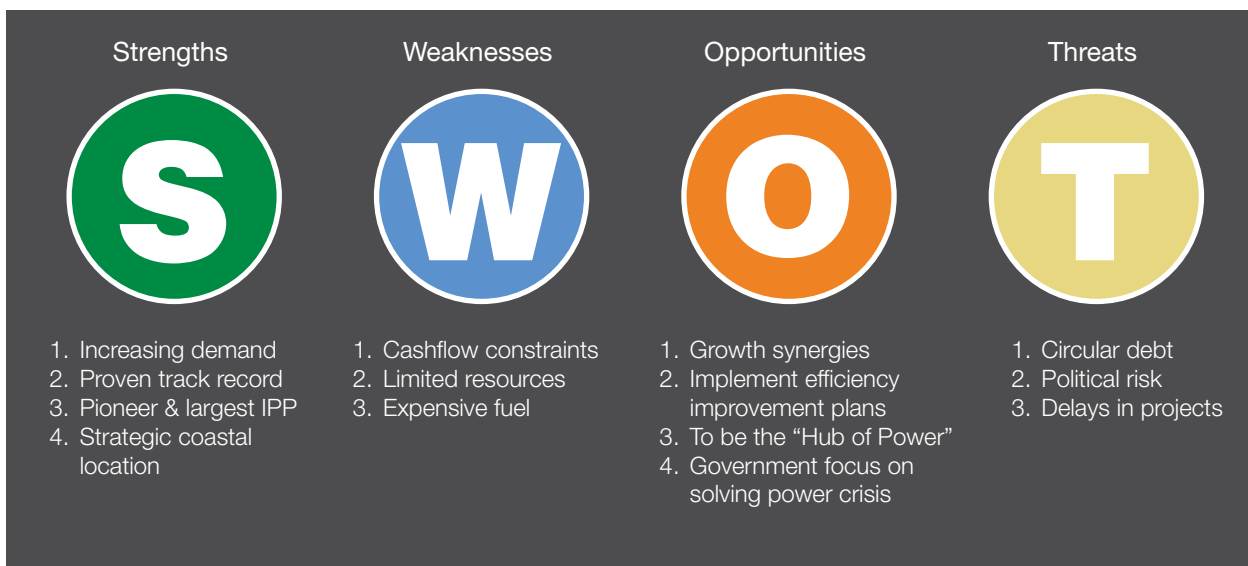 Strengths
Weaknesses
Opportunities
Threats
S
W
O
T
1. Increasing demand
2. Proven track record
3. Pioneer & largest IPP
4. Strategic coastal
location
1. Cashflow constraints
2. Limited resources
3. Expensive fuel
1. Growth synergies
2. Implement efficiency
improvement plans
3. To be the “Hub of Power”
4. Government focus on
solving power crisis
1. Circular debt
2. Political risk
3. Delays in projects